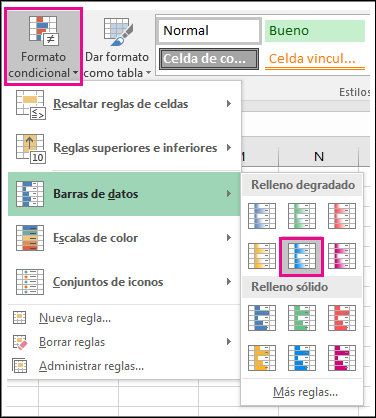 Formato
condicional
Dar formato
como tabla
Normal
Bueno
Celda de co...
Celda vincul...
Estilos
Resaltar reglas de celdas
Reglas superiores e inferiores
10
Barras de datos
Escalas de color
Conjuntos de iconos
Nueva regla...
Borrar reglas
Administrar reglas...
M
N
Relleno degradado
Relleno sólido
Más reglas...